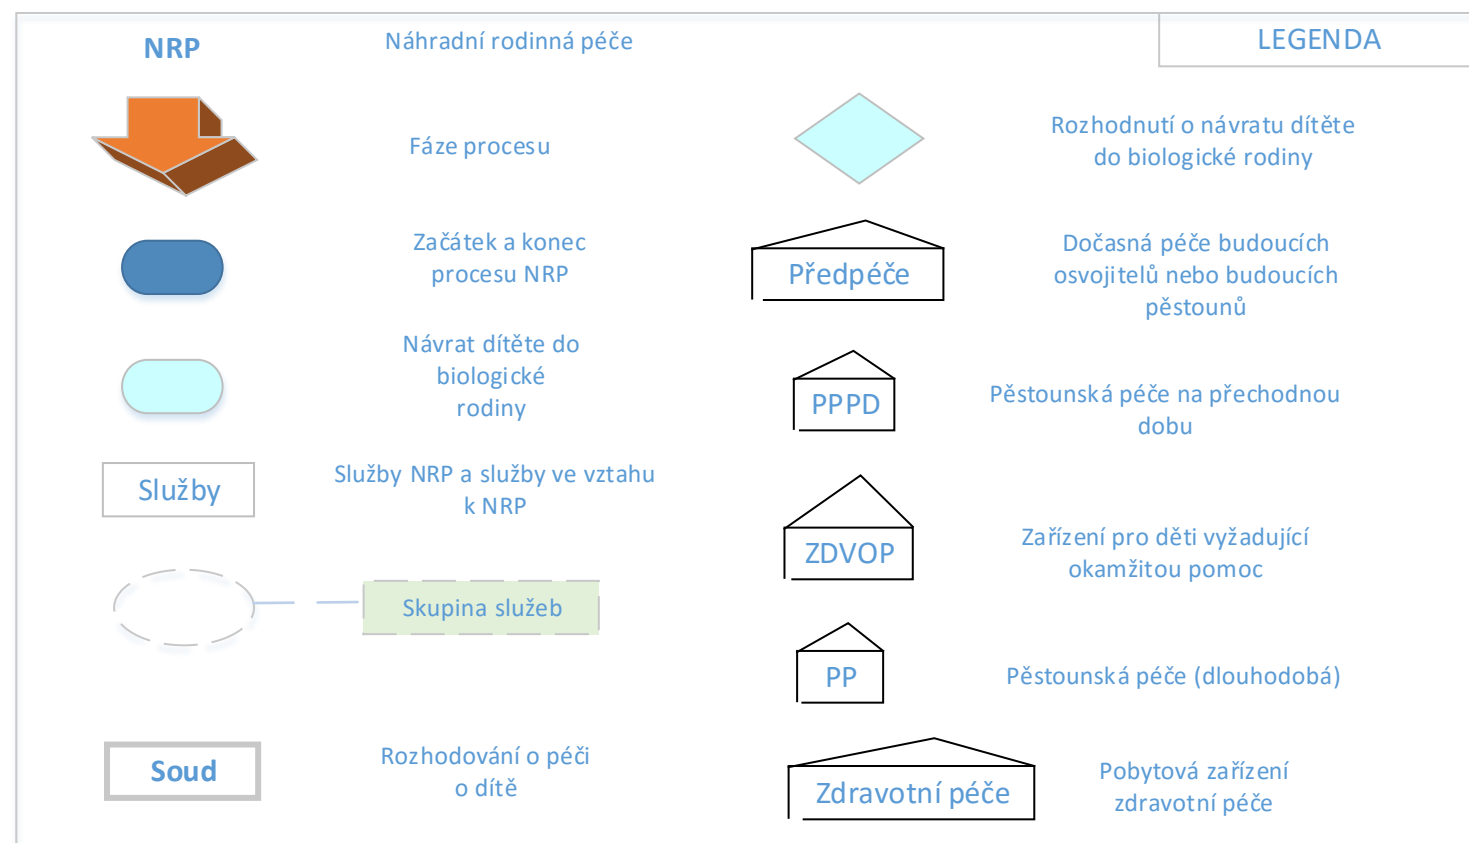 NRP
Náhradní rodinná péče
LEGENDA
Fáze procesu
Rozhodnutí o návratu dítěte
do biologické rodiny
Začátek a konec
procesu NRP
Předpéče
Dočasná péče budoucích
osvojitelů nebo budoucích
pěstounů
Návrat dítěte do
biologické
rodiny
PPPD
Pěstounská péče na přechodnou
dobu
Služby
Služby NRP a služby ve vztahu
k NRP
ZDVOP
Zařízení pro děti vyžadující
okamžitou pomoc
Skupina služeb
PP
Pěstounská péče (dlouhodobá)
Soud
Rozhodování o péči
o dítě
Zdravotní péče
Pobytová zařízení
zdravotní péče